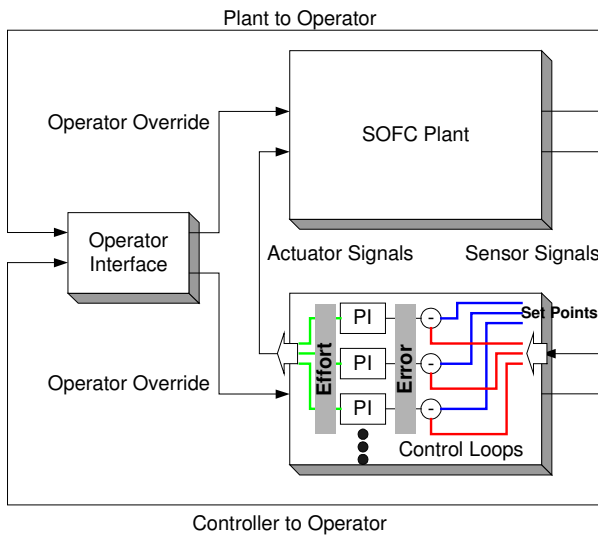 Plant to Operator
SOFC Plant
Operator Override
Operator
Interface
Actuator Signals
Sensor Signals
Set Points
PI
-
Effort
Error
PI
-
Operator Override
PI
-
Control Loops
Controller to Operator